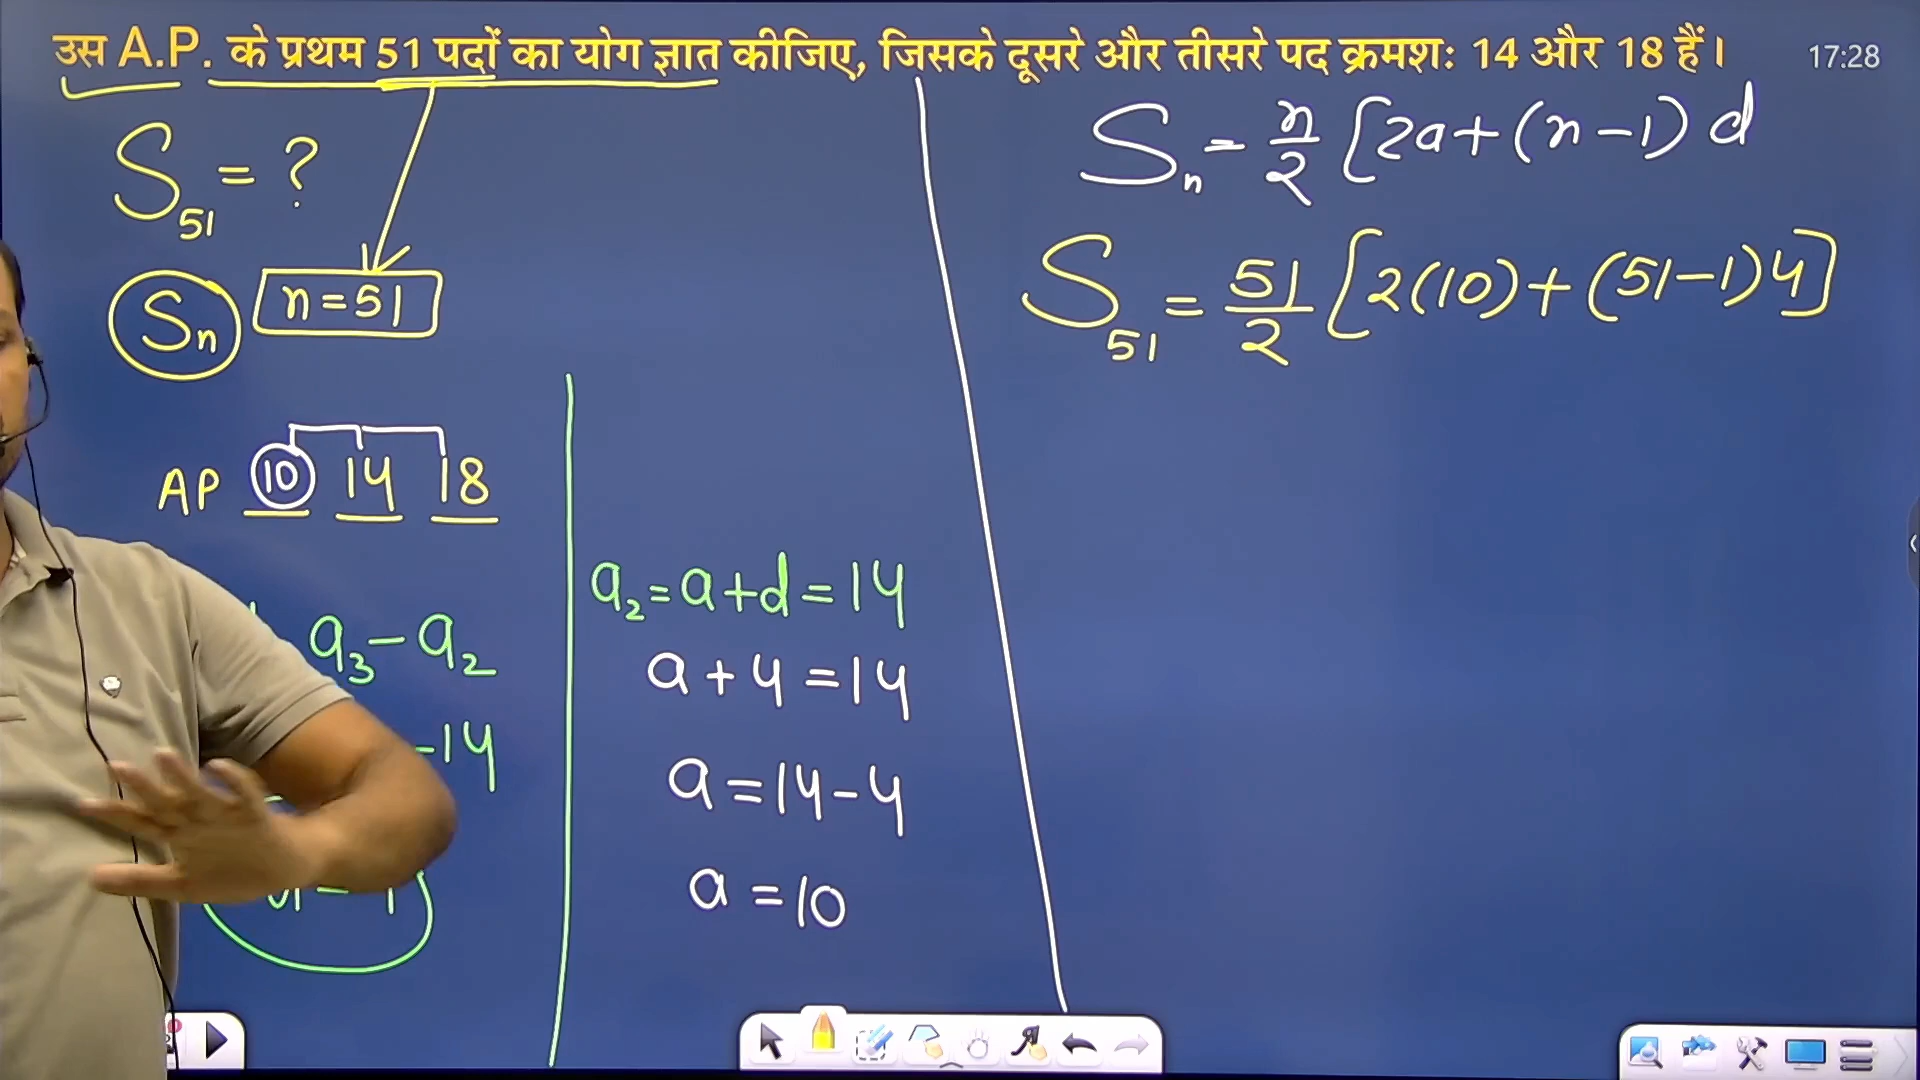 उस A.P. के प्रथम 51 पदों का योग ज्ञात कीजिए, जिसके दूसरे और तीसरे पद क्रमशः 14 और 18 हैं।
17:28
S₅₁ = ?
Sₙ n=51
AP 10 14 18
a₃ - a₂
-14
a₂ = a+d = 14
a + 4 = 14
a = 14 - 4
a = 10
Sₙ = n/2 [2a + (n-1) d
S₅₁ = 51/2 [2(10) + (51-1)4]